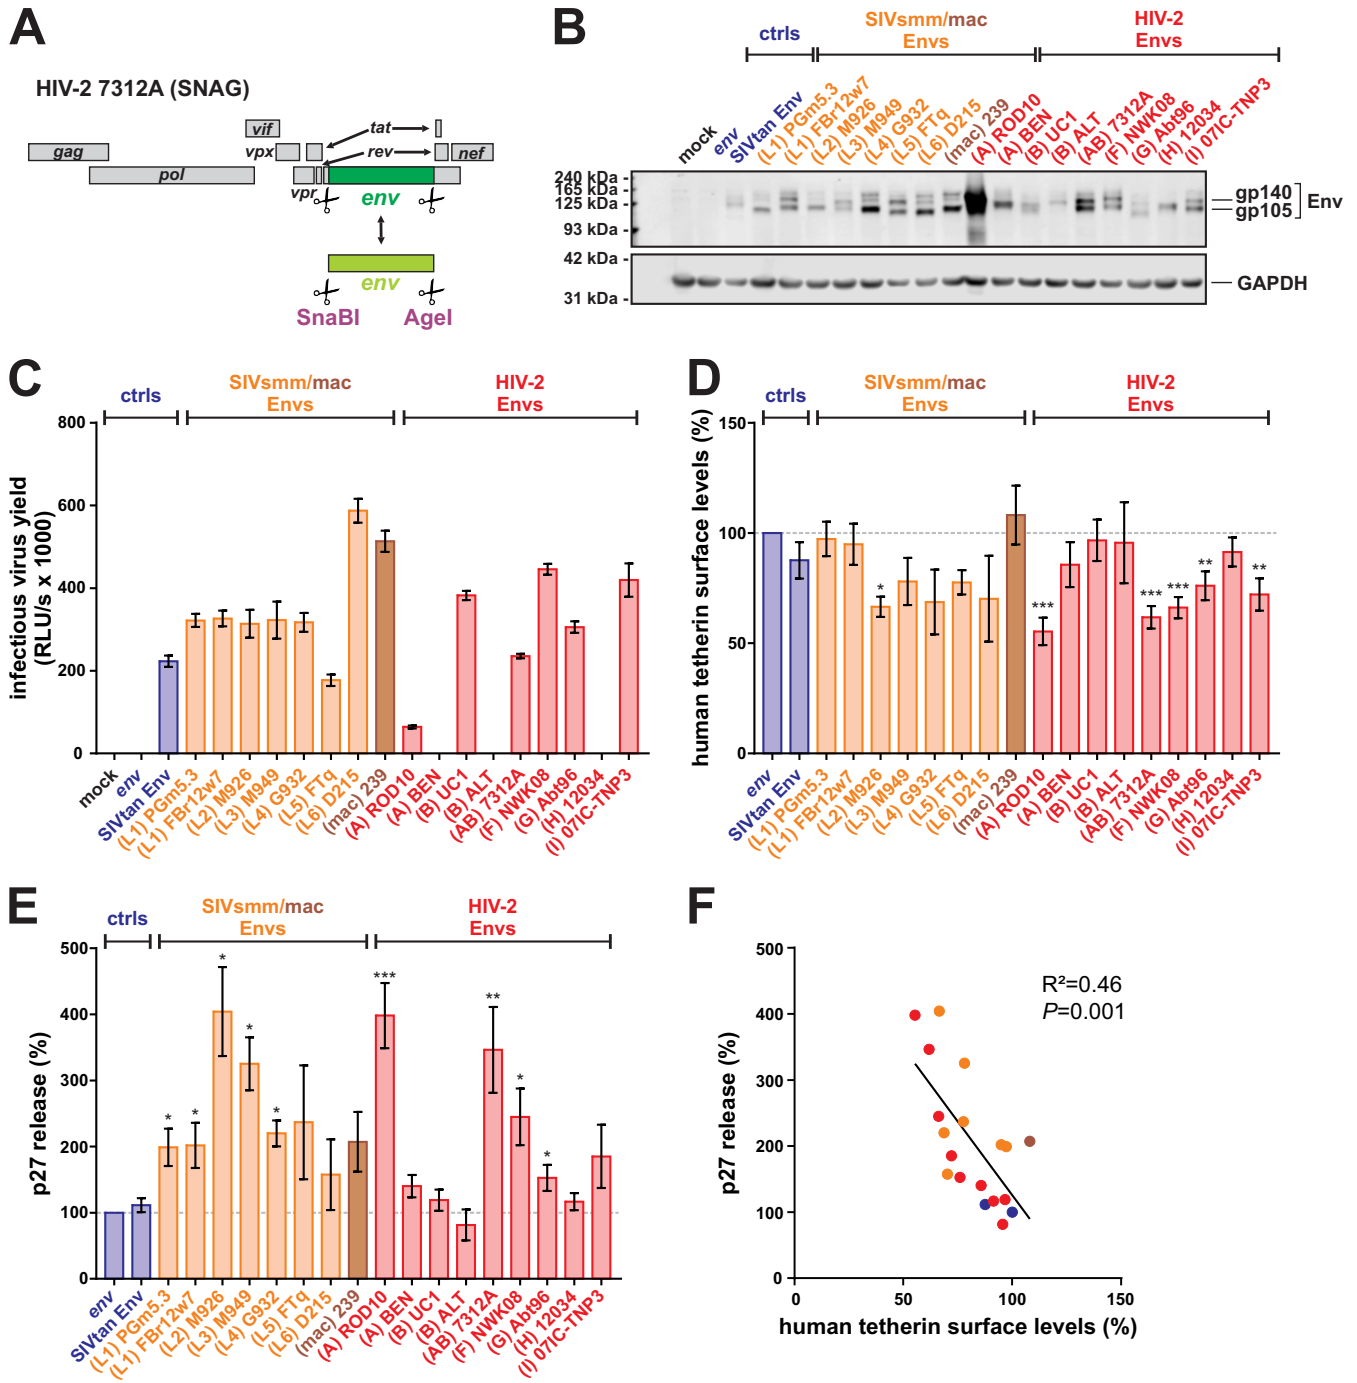 A
HIV-2 7312A (SNAG)
gag
vif
vpx
tat
rev
nef
pol
vpr
env
env
SnaBI
AgeI
B
ctrls
SIVsmm/mac
Envs
HIV-2
Envs
mock
env
SIVtan Env
(L1) PGm5.3
(L1) FBr12w7
(L2) M926
(L3) M949
(L4) G932
(L5) FTq
(L6) D215
(mac) 239
(A) ROD10
(A) BEN
(B) UC1
(B) ALT
(AB) 7312A
(F) NWK08
(G) Abt96
(H) 12034
(I) 07IC-TNP3
240 kDa -
165 kDa -
125 kDa -
93 kDa -
42 kDa -
31 kDa -
gp140
gp105
Env
GAPDH
C
ctrls
SIVsmm/mac
Envs
HIV-2
Envs
infectious virus yield
(RLU/s x 1000)
800
600
400
200
0
mock
env
SIVtan Env
(L1) PGm5.3
(L1) FBr12w7
(L2) M926
(L3) M949
(L4) G932
(L5) FTq
(L6) D215
(mac) 239
(A) ROD10
(A) BEN
(B) UC1
(B) ALT
(AB) 7312A
(F) NWK08
(G) Abt96
(H) 12034
(I) 07IC-TNP3
D
ctrls
SIVsmm/mac
Envs
HIV-2
Envs
human tetherin surface levels (%)
150
100
50
0
*
***
***
***
**
**
env
SIVtan Env
(L1) PGm5.3
(L1) FBr12w7
(L2) M926
(L3) M949
(L4) G932
(L5) FTq
(L6) D215
(mac) 239
(A) ROD10
(A) BEN
(B) UC1
(B) ALT
(AB) 7312A
(F) NWK08
(G) Abt96
(H) 12034
(I) 07IC-TNP3
E
ctrls
SIVsmm/mac
Envs
HIV-2
Envs
p27 release (%)
500
400
300
200
100
0
*
*
*
*
*
***
**
*
*
env
SIVtan Env
(L1) PGm5.3
(L1) FBr12w7
(L2) M926
(L3) M949
(L4) G932
(L5) FTq
(L6) D215
(mac) 239
(A) ROD10
(A) BEN
(B) UC1
(B) ALT
(AB) 7312A
(F) NWK08
(G) Abt96
(H) 12034
(I) 07IC-TNP3
F
R²=0.46
P=0.001
p27 release (%)
500
400
300
200
100
0
0
50
100
150
human tetherin surface levels (%)